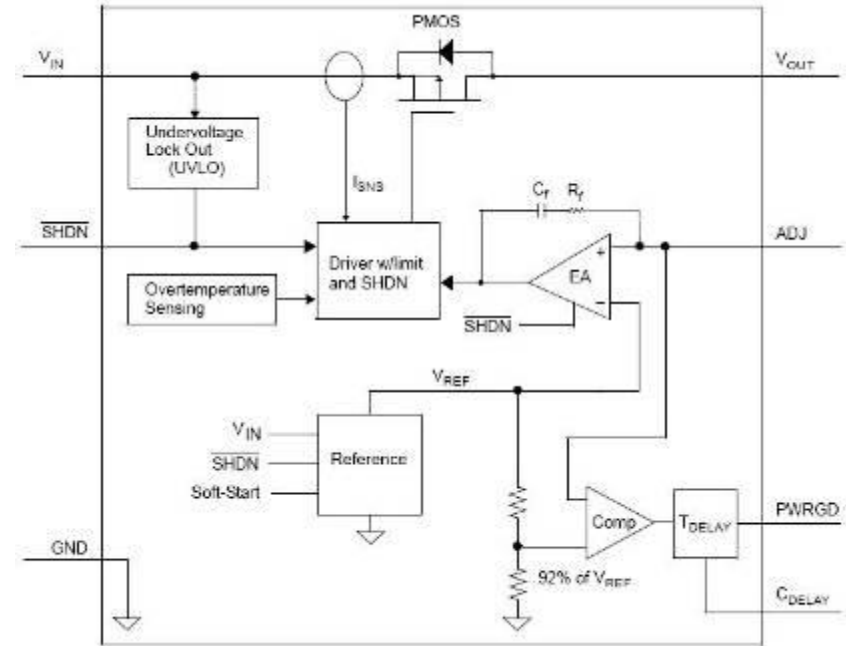 PMOS
VIN
VOUT
Undervoltage
Lock Out
(UVLO)
ISNS
Cf
Rf
SHDN
ADJ
Driver w/limit
and SHDN
+
EA
−
Overtemperature
Sensing
SHDN
VREF
VIN
SHDN
Soft-Start
Reference
Comp
TDELAY
PWRGD
GND
92% of VREF
CDELAY